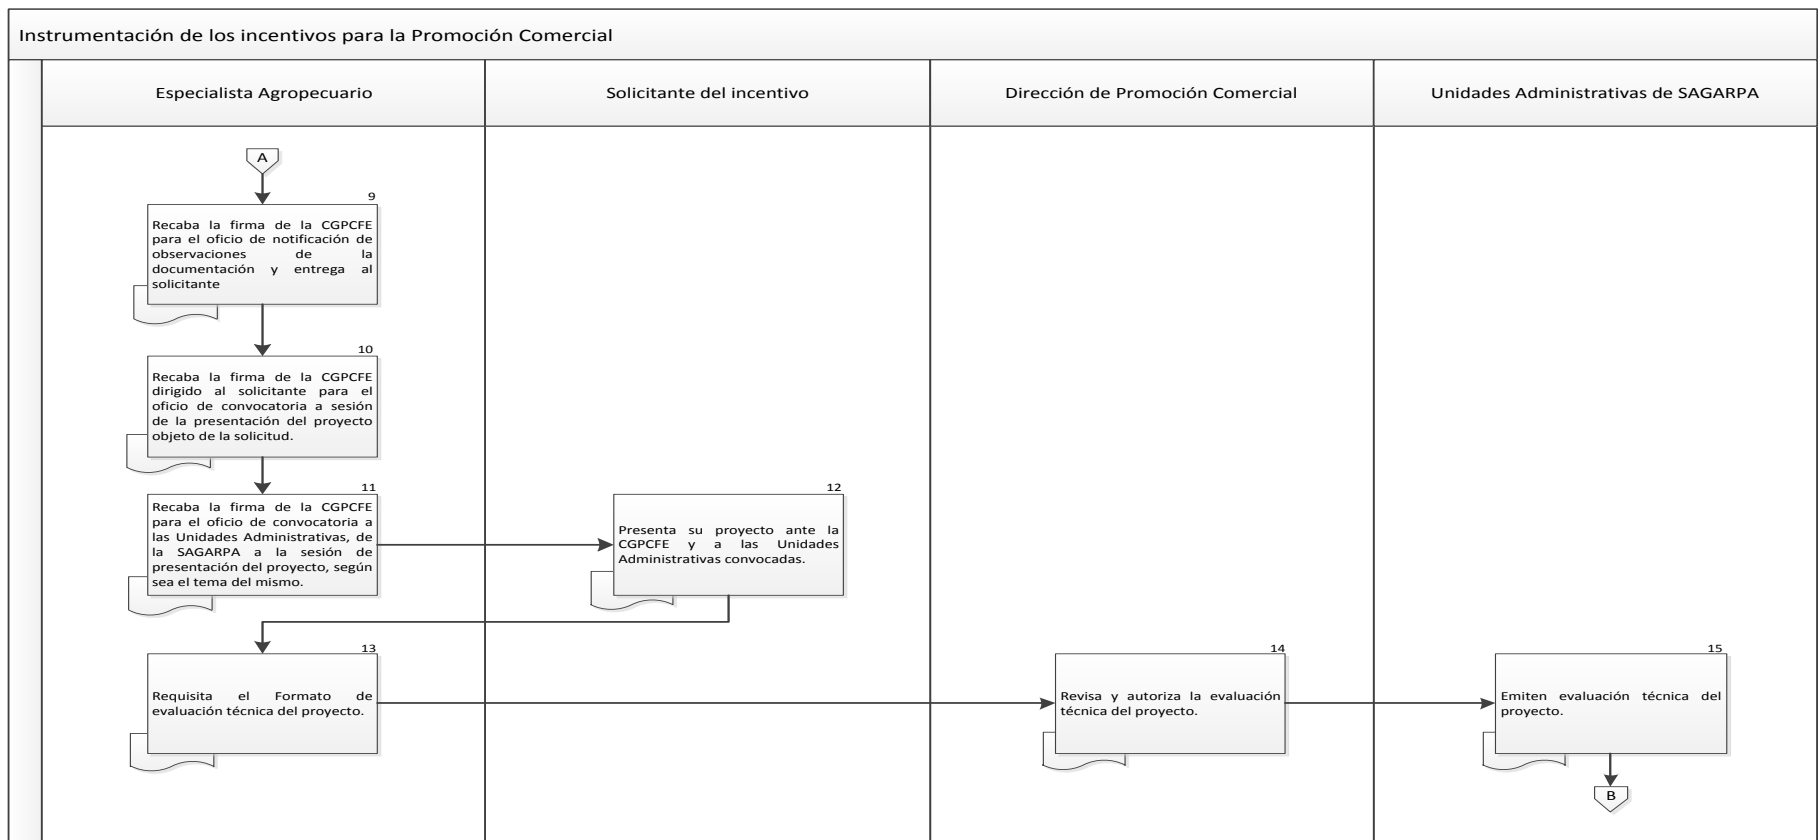 Instrumentación de los incentivos para la Promoción Comercial
Especialista Agropecuario
Solicitante del incentivo
Dirección de Promoción Comercial
Unidades Administrativas de SAGARPA
A
9
Recaba la firma de la CGPCFE
para el oficio de notificación de
observaciones de la
documentación y entrega al
solicitante
10
Recaba la firma de la CGPCFE
dirigido al solicitante para el
oficio de convocatoria a sesión
de la presentación del proyecto
objeto de la solicitud.
11
Recaba la firma de la CGPCFE
para el oficio de convocatoria a
las Unidades Administrativas, de
la SAGARPA a la sesión de
presentación del proyecto, según
sea el tema del mismo.
12
Presenta su proyecto ante la
CGPCFE y a las Unidades
Administrativas convocadas.
13
Requisita el Formato de
evaluación técnica del proyecto.
14
Revisa y autoriza la evaluación
técnica del proyecto.
15
Emiten evaluación técnica del
proyecto.
B